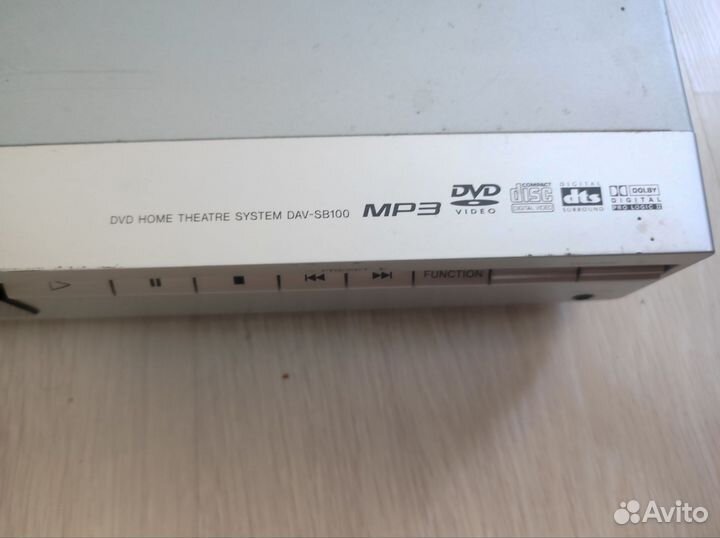 DVD HOME THEATRE SYSTEM DAV-SB100
MP3
DVD
VIDEO
COMPACT
disc
DIGITAL VIDEO
DIGITAL
dts
SURROUND
DOLBY
DIGITAL
PRO LOGIC II
FUNCTION
Avito